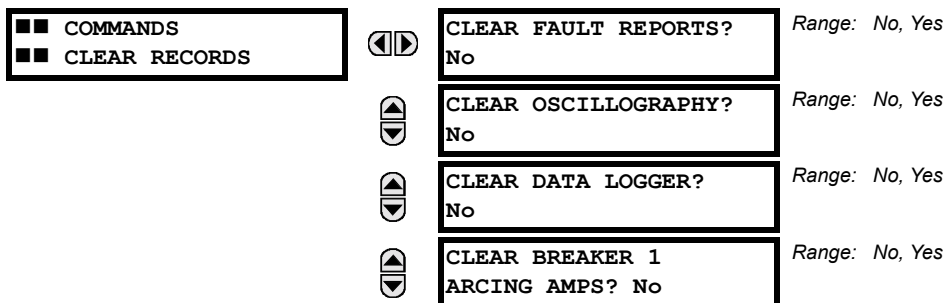 ■■ COMMANDS
■■ CLEAR RECORDS
CLEAR FAULT REPORTS?
No
Range: No, Yes
CLEAR OSCILLOGRAPHY?
No
Range: No, Yes
CLEAR DATA LOGGER?
No
Range: No, Yes
CLEAR BREAKER 1
ARCING AMPS? No
Range: No, Yes